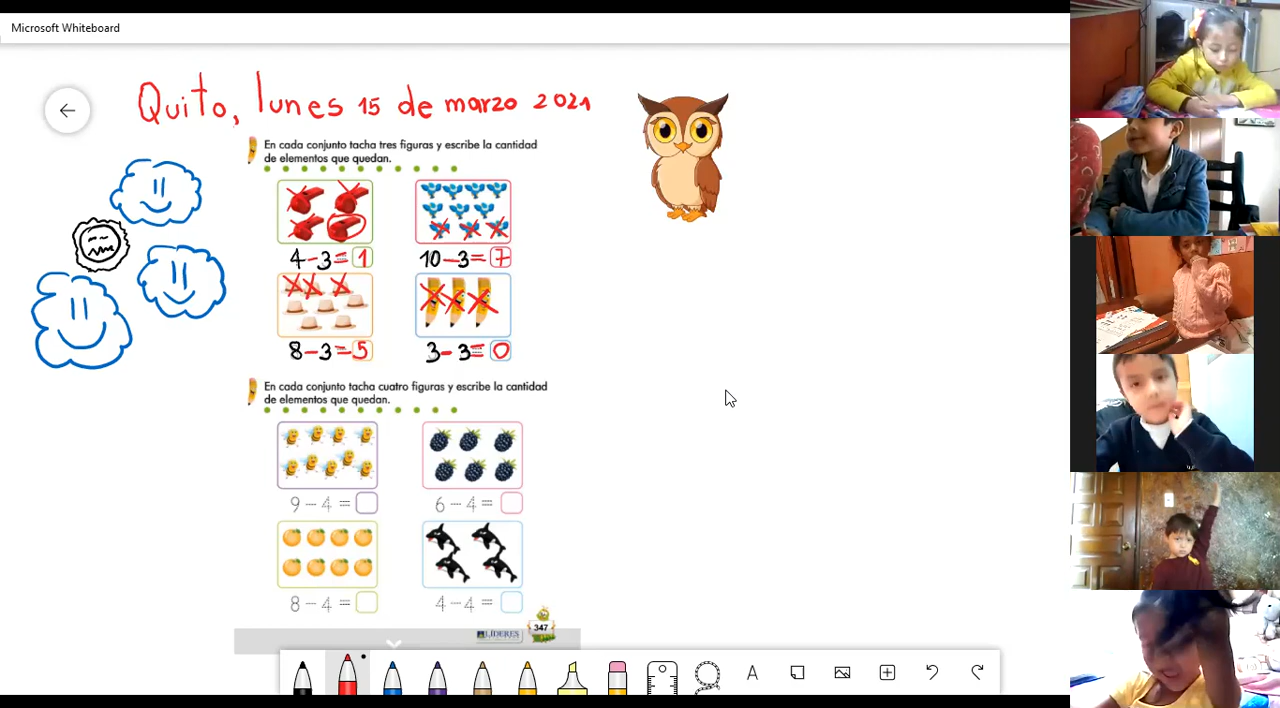 Microsoft Whiteboard
Quito, lunes 15 de marzo 2021
En cada conjunto tacha tres figuras y escribe la cantidad
de elementos que quedan.
4-3=1
10-3=7
8-3=5
3-3=0
En cada conjunto tacha cuatro figuras y escribe la cantidad
de elementos que quedan.
9-4=
6-4=
8-4=
4-4=
LÍDERES
347
A